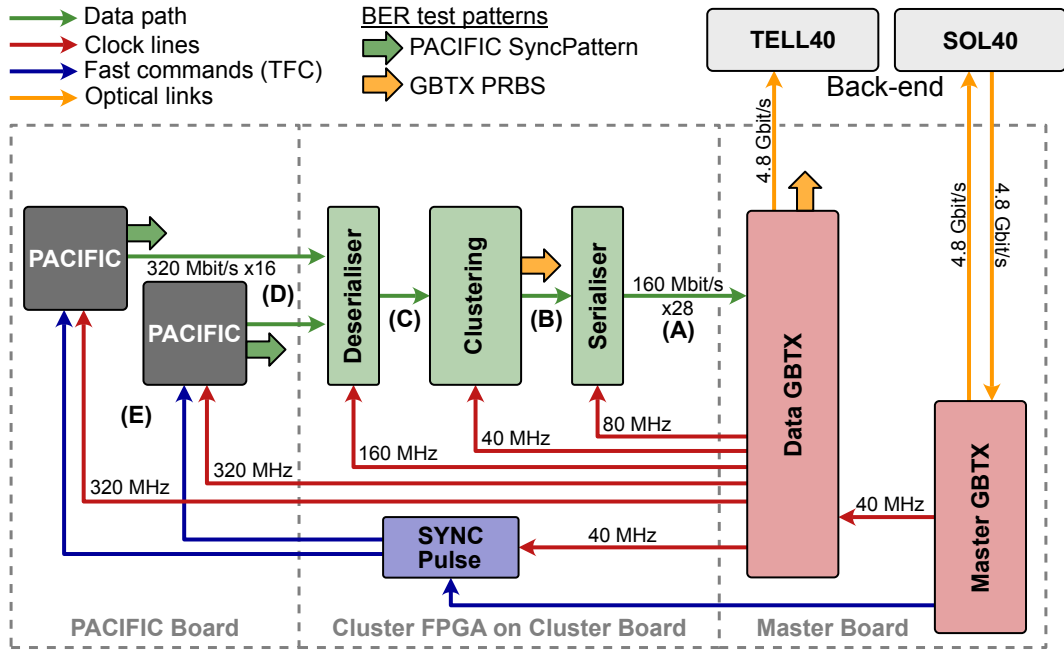 Data path
Clock lines
Fast commands (TFC)
Optical links
BER test patterns
PACIFIC SyncPattern
GBTX PRBS
TELL40
SOL40
Back-end
4.8 Gbit/s
4.8 Gbit/s
4.8 Gbit/s
PACIFIC
320 Mbit/s x16
(D)
PACIFIC
(E)
Deserialiser
(C)
Clustering
(B)
Serialiser
160 Mbit/s
x28
(A)
Data GBTX
Master GBTX
80 MHz
40 MHz
160 MHz
320 MHz
320 MHz
40 MHz
SYNC
Pulse
40 MHz
PACIFIC Board
Cluster FPGA on Cluster Board
Master Board